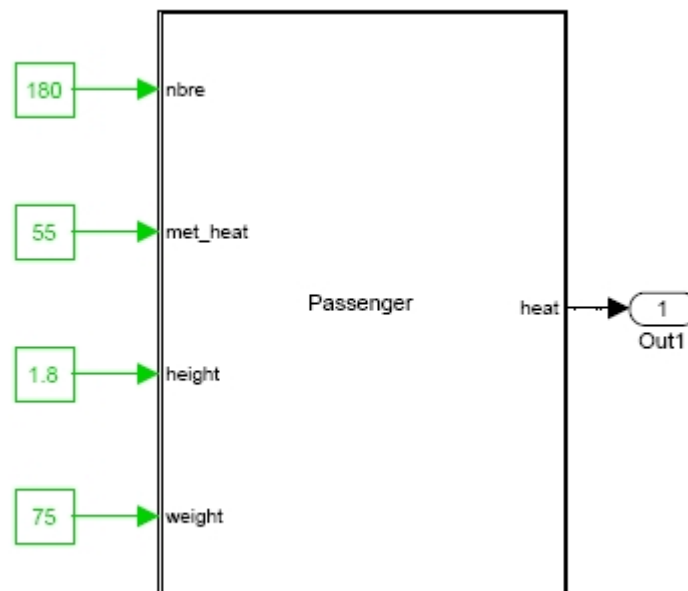 180
nbre
55
met_heat
Passenger
heat
1
Out1
1.8
height
75
weight